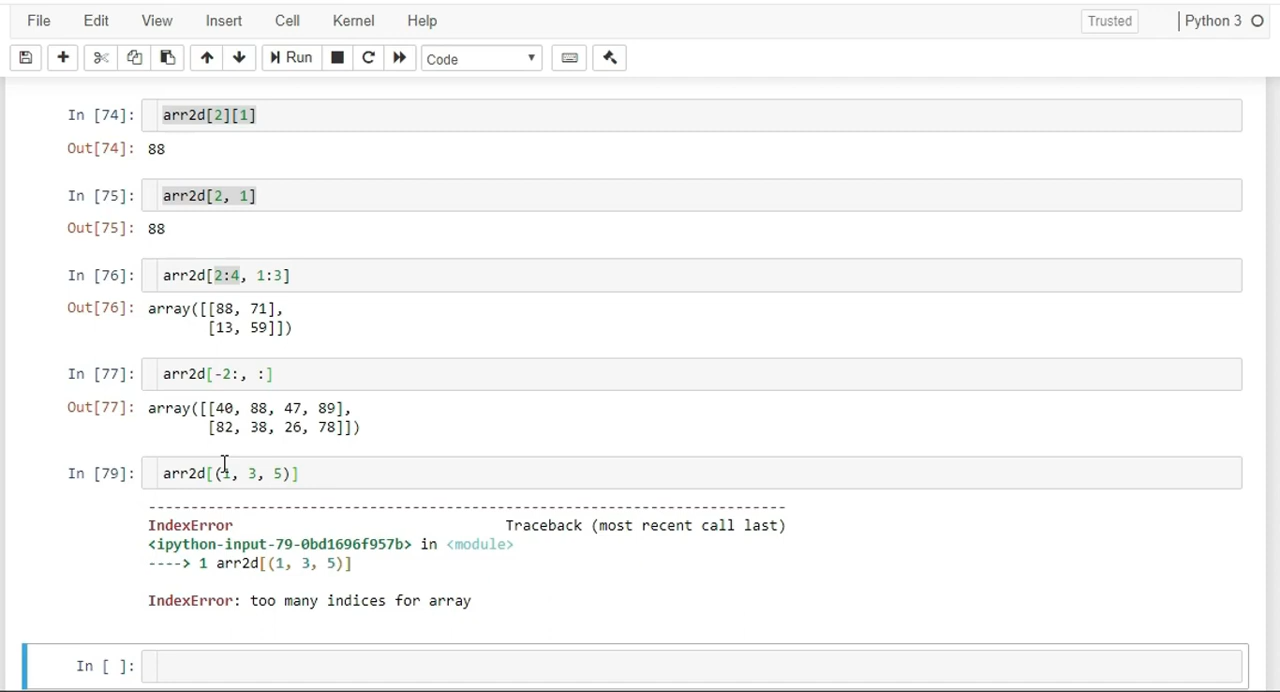 File Edit View Insert Cell Kernel Help Trusted Python 3
Run Code
In [74]: arr2d[2][1]
Out[74]: 88
In [75]: arr2d[2, 1]
Out[75]: 88
In [76]: arr2d[2:4, 1:3]
Out[76]: array([[88, 71],
[13, 59]])
In [77]: arr2d[-2:, :]
Out[77]: array([[40, 88, 47, 89],
[82, 38, 26, 78]])
In [79]: arr2d[(1, 3, 5)]
---------------------------------------------------------------------------
IndexError Traceback (most recent call last)
<ipython-input-79-0bd1696f957b> in <module>
----> 1 arr2d[(1, 3, 5)]
IndexError: too many indices for array
In [ ]: